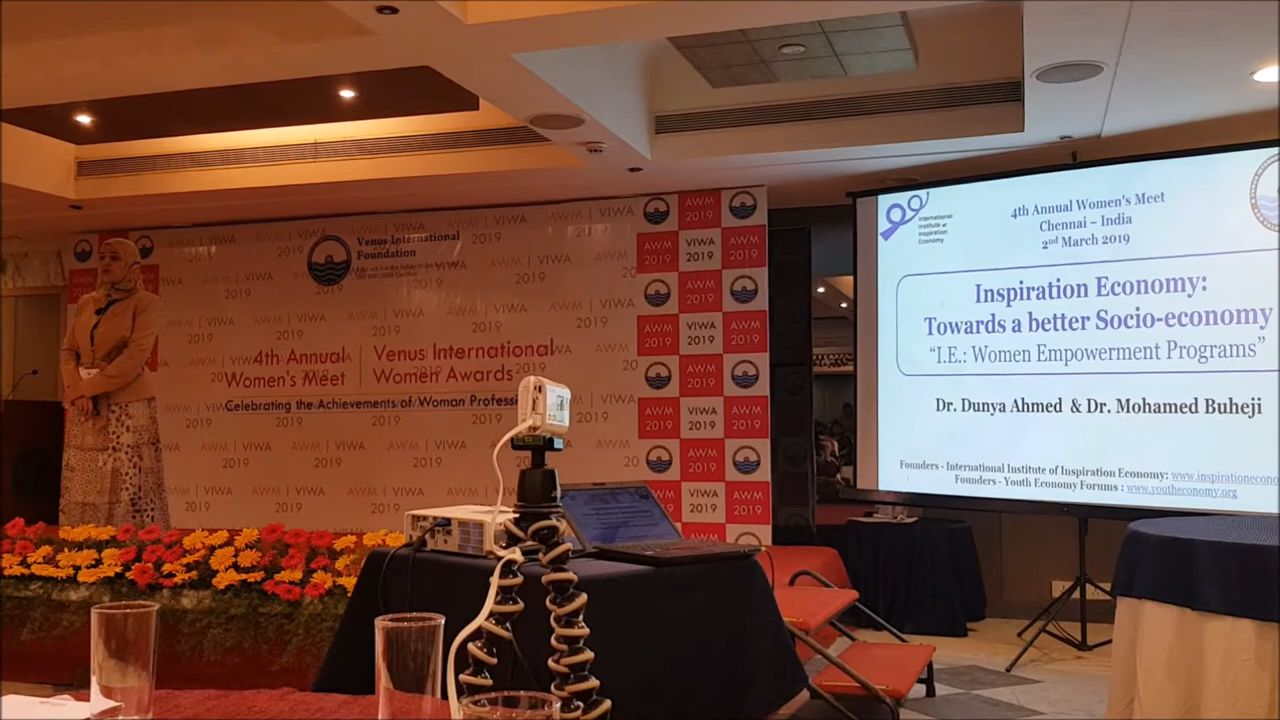 Venus International
Foundation
4th Annual
Women's Meet
Venus International
Women Awards
Celebrating the Achievements of Woman
AWM | VIWA
2019
AWM
2019
VIWA
2019
International
Institute of
Inspiration
Economy
4th Annual Women's Meet
Chennai – India
2nd March 2019
Inspiration Economy:
Towards a better Socio-economy
“I.E.: Women Empowerment Programs”
Dr. Dunya Ahmed & Dr. Mohamed Buheji
Founders - International Institute of Inspiration Economy: www.inspirationecono
Founders - Youth Economy Forums : www.youtheconomy.org